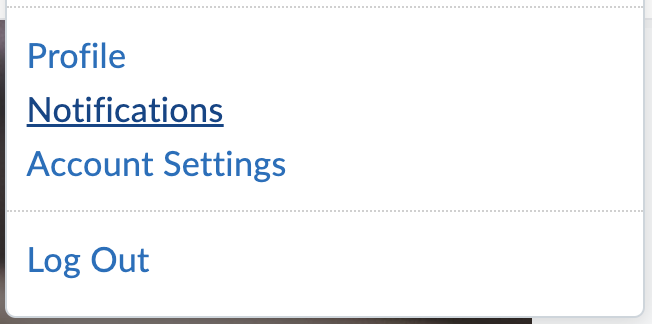 Profile
Notifications
Account Settings
Log Out